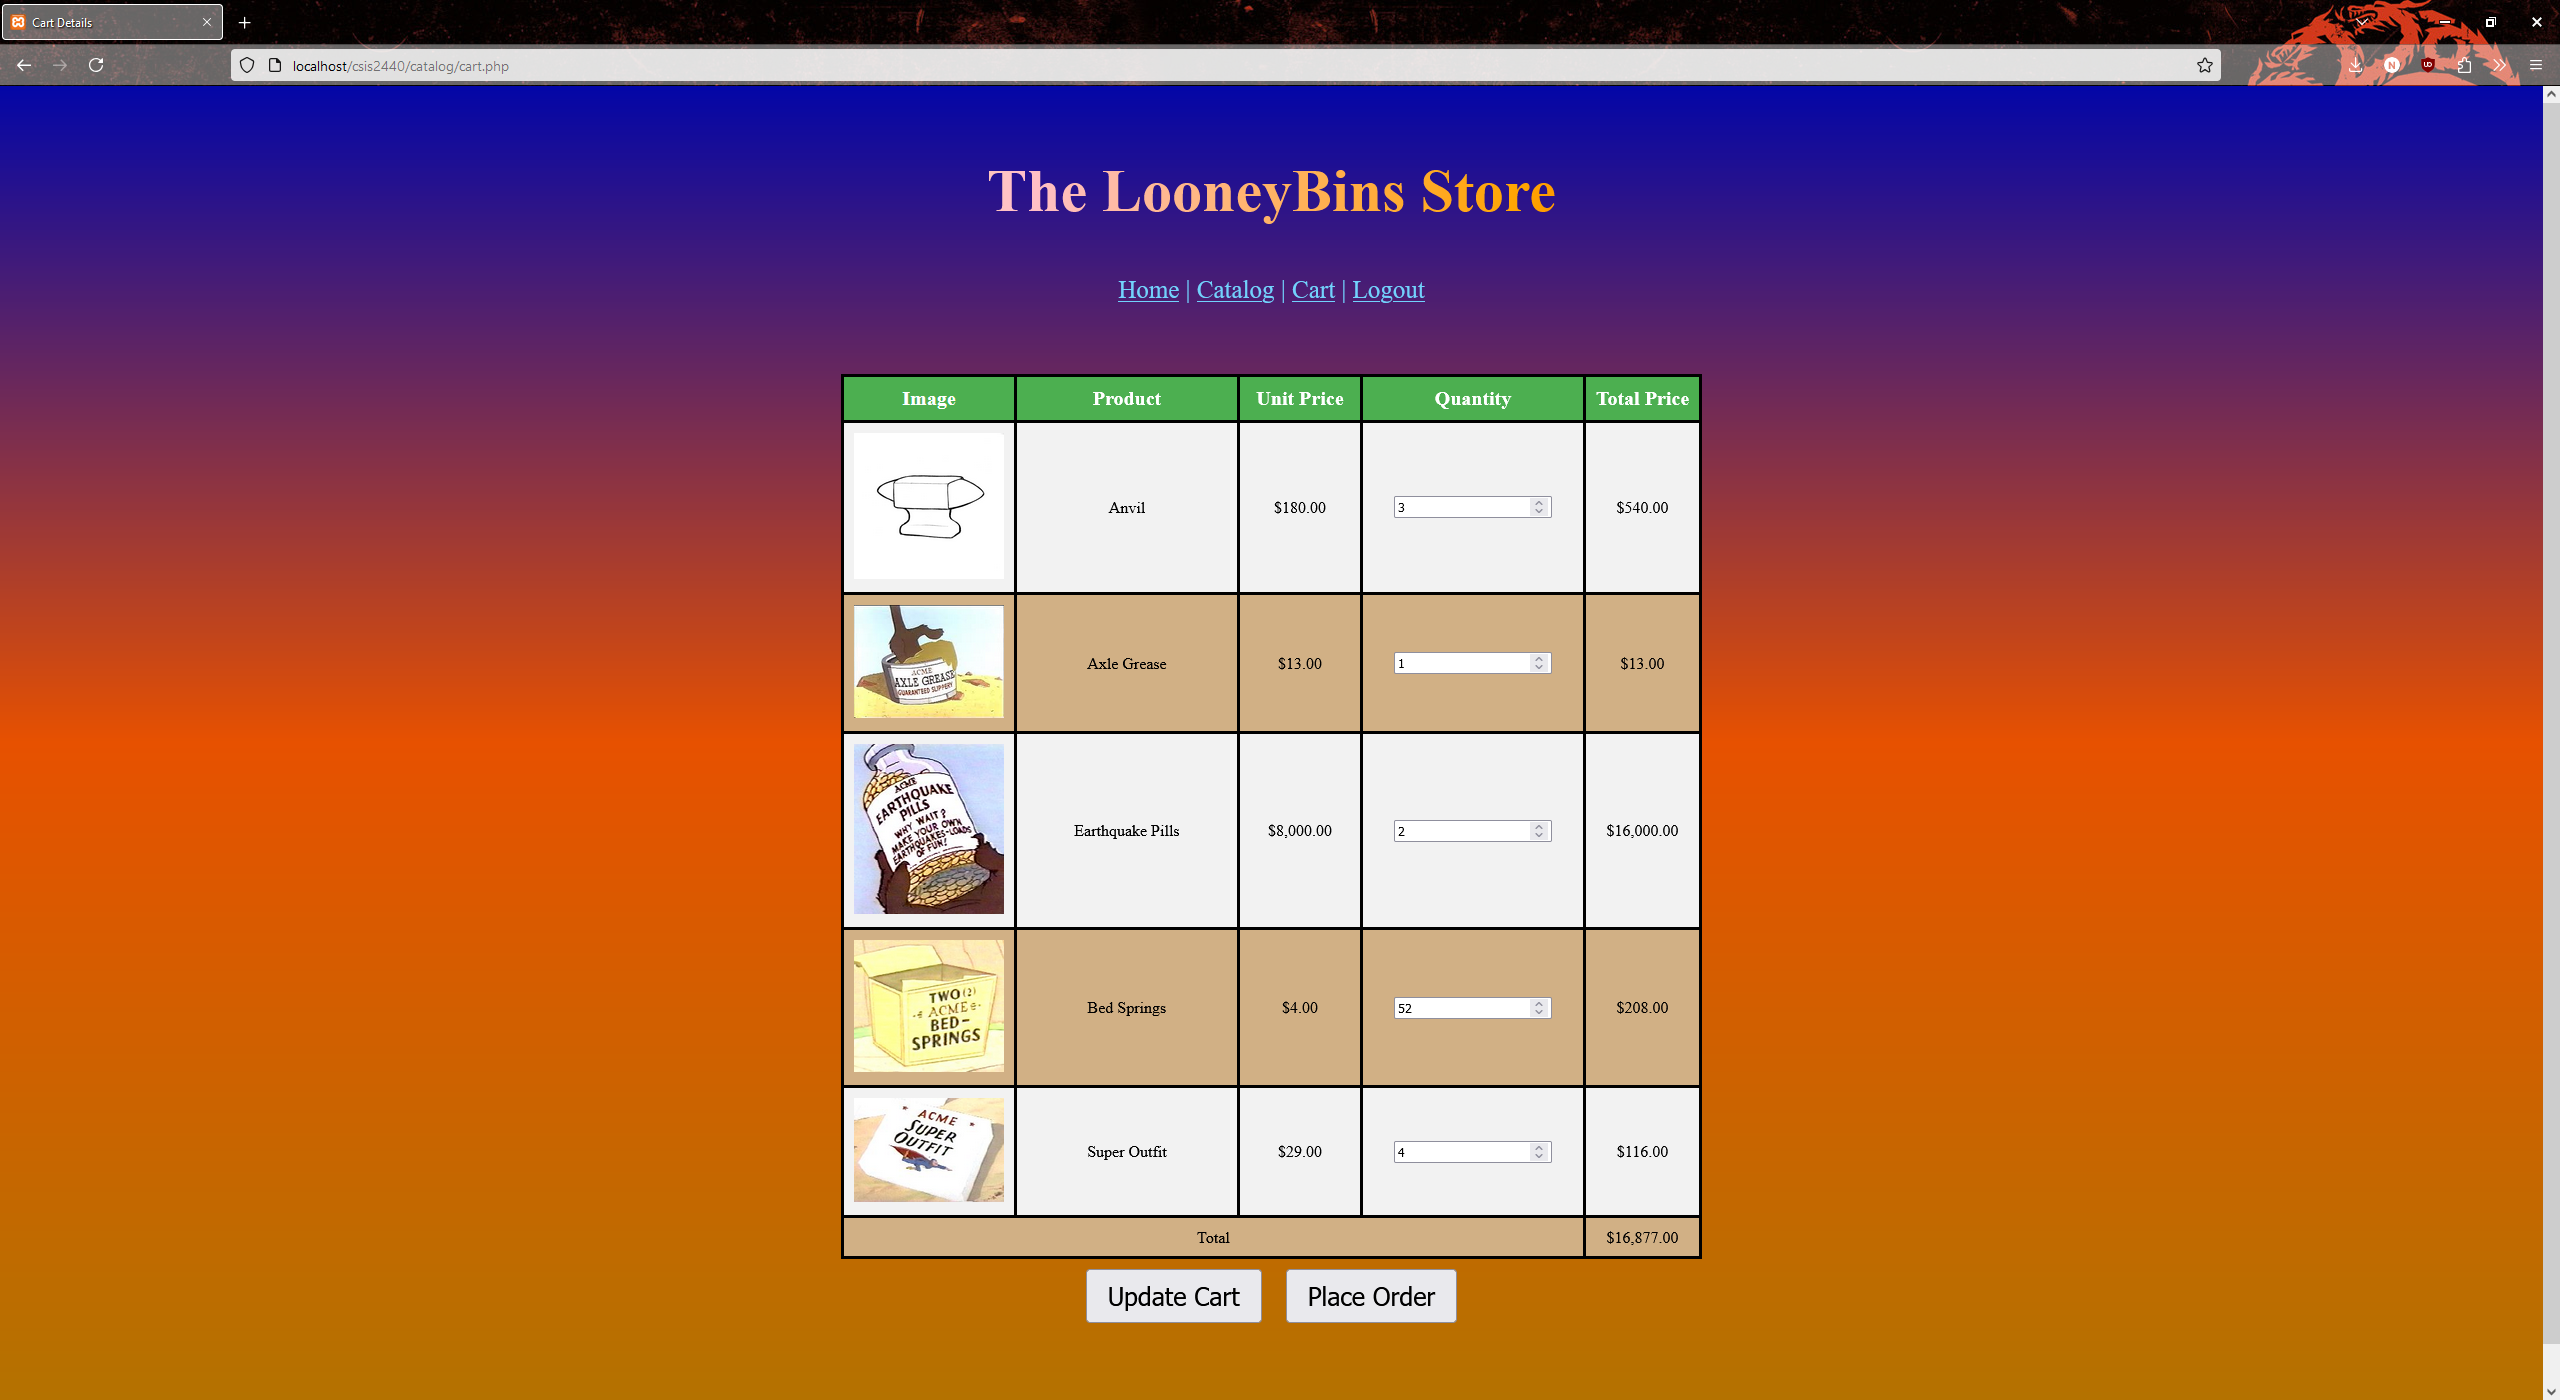 Cart Details
localhost/csis2440/catalog/cart.php
The LooneyBins Store
Home | Catalog | Cart | Logout
Image Product Unit Price Quantity Total Price
Anvil $180.00 3 $540.00
ACME
AXLE GREASE
GUARANTEED SLIPPERY
Axle Grease $13.00 1 $13.00
ACME
EARTHQUAKE
PILLS
WHY WAIT?
MAKE YOUR OWN
EARTHQUAKES-LOADS
OF FUN!
Earthquake Pills $8,000.00 2 $16,000.00
TWO (2)
ACME
BED-
SPRINGS
Bed Springs $4.00 52 $208.00
ACME
SUPER
OUTFIT
Super Outfit $29.00 4 $116.00
Total $16,877.00
Update Cart Place Order